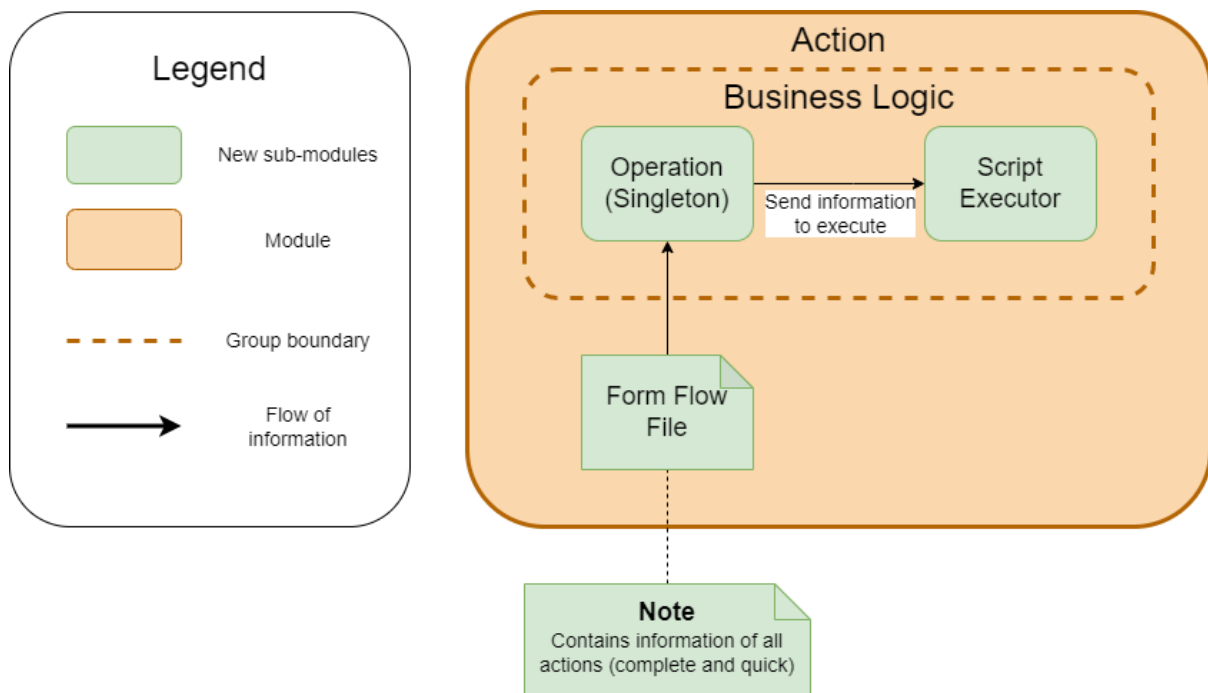 Legend
New sub-modules
Module
Group boundary
Flow of
information
Action
Business Logic
Operation
(Singleton)
Send information
to execute
Script
Executor
Form Flow
File
Note
Contains information of all
actions (complete and quick)